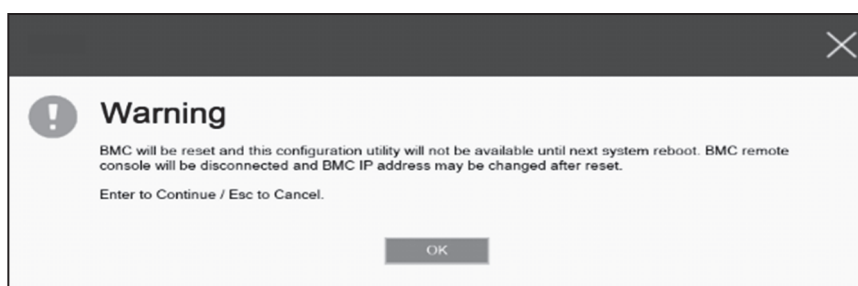 Warning
BMC will be reset and this configuration utility will not be available until next system reboot. BMC remote
console will be disconnected and BMC IP address may be changed after reset.
Enter to Continue / Esc to Cancel.
OK